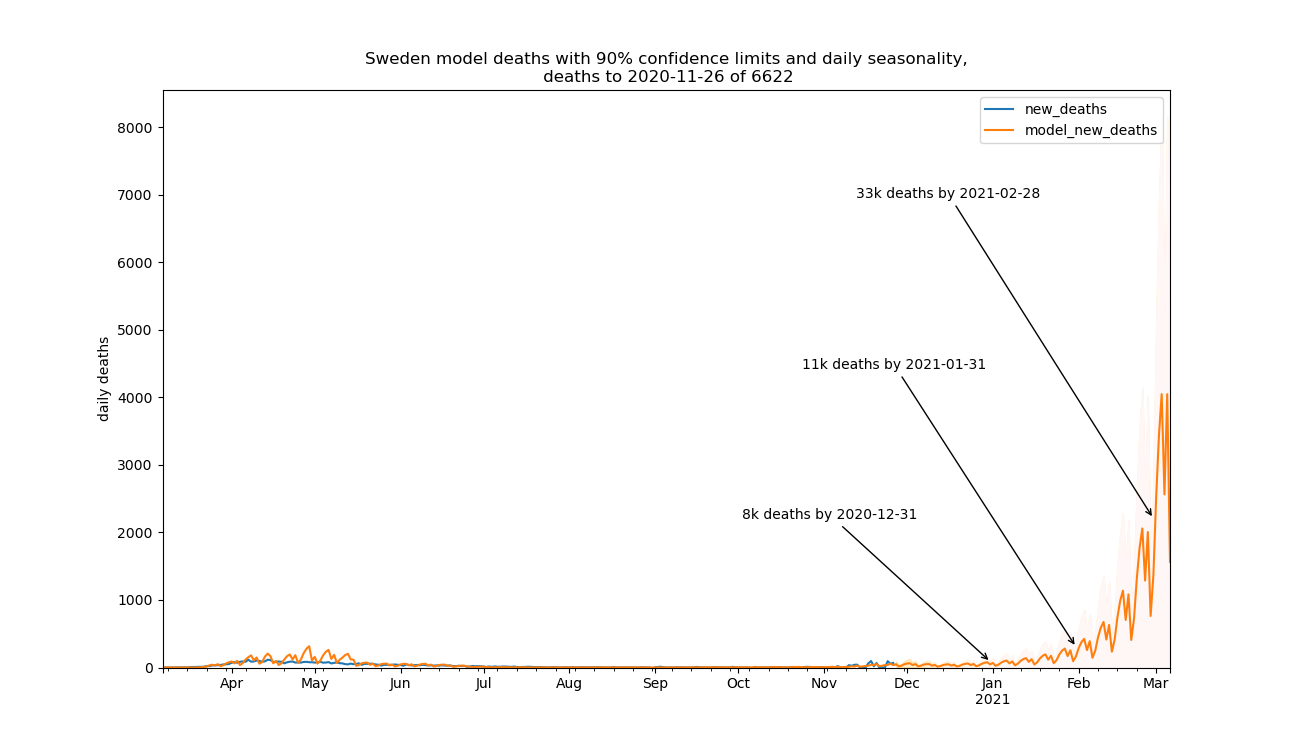 Sweden model deaths with 90% confidence limits and daily seasonality,
deaths to 2020-11-26 of 6622
new_deaths
model_new_deaths
8000
7000
6000
5000
4000
3000
2000
1000
0
daily deaths
33k deaths by 2021-02-28
11k deaths by 2021-01-31
8k deaths by 2020-12-31
Apr May Jun Jul Aug Sep Oct Nov Dec Jan Feb Mar
2021